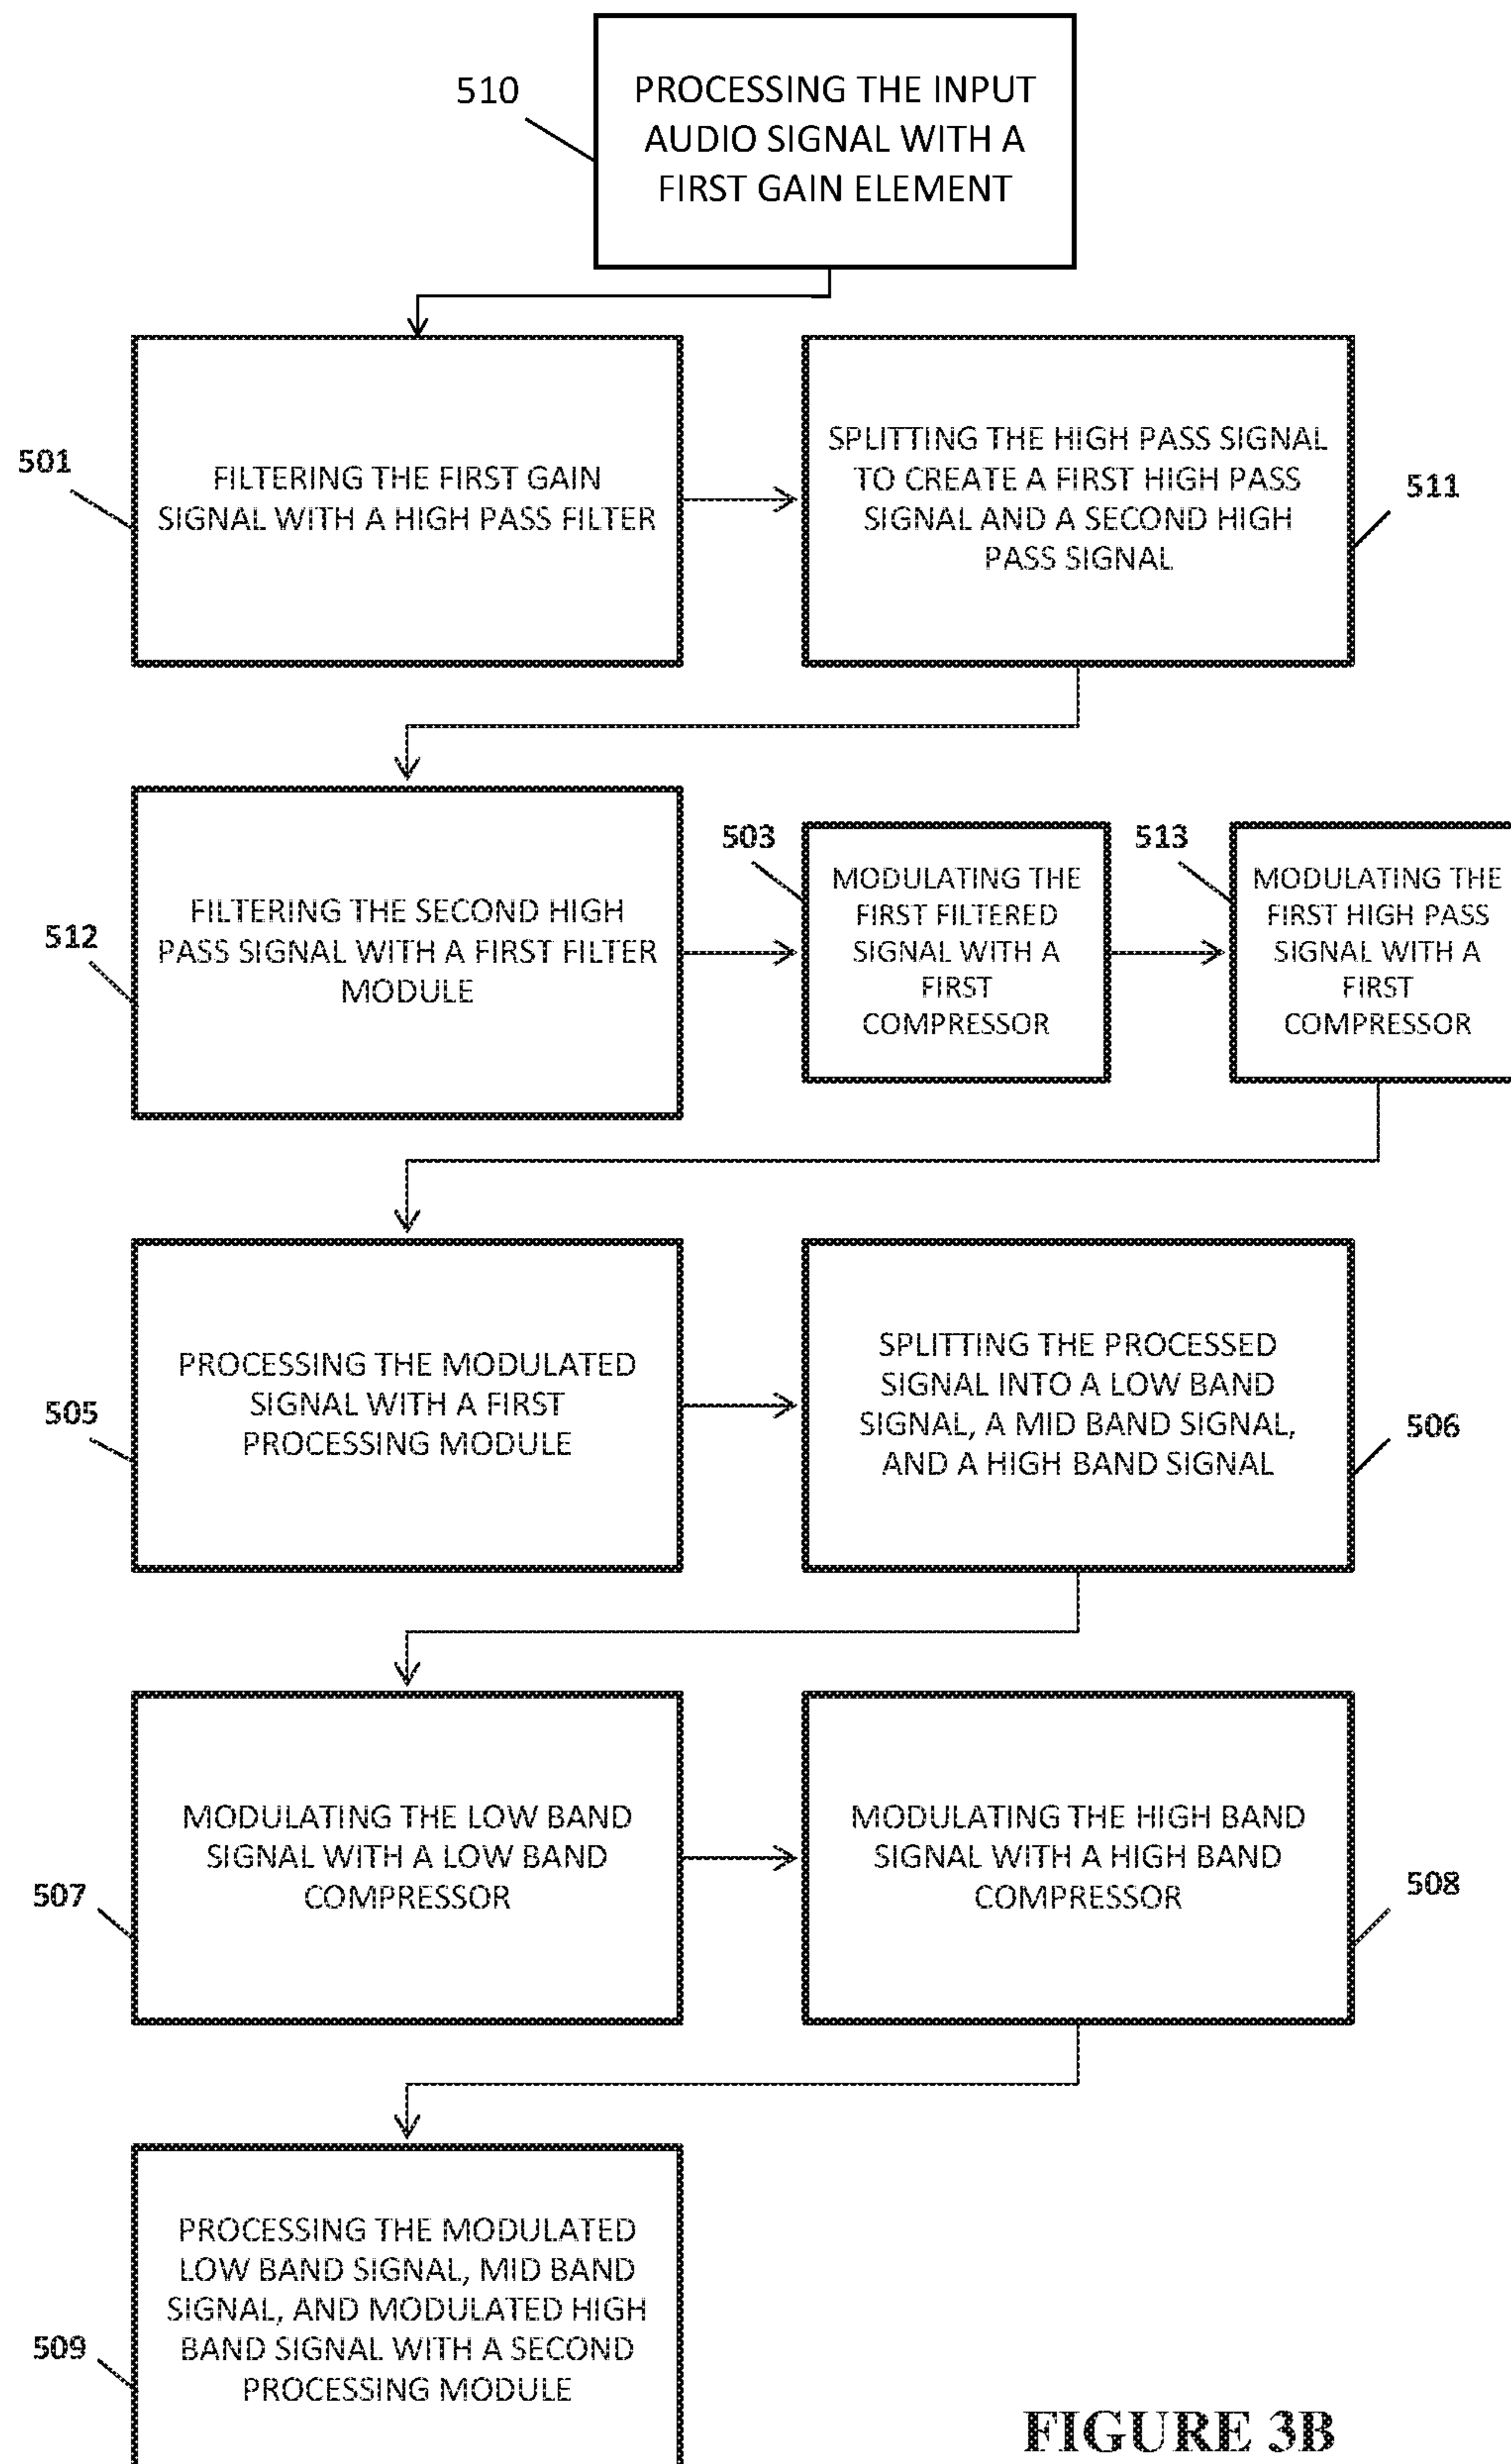 510
PROCESSING THE INPUT
AUDIO SIGNAL WITH A
FIRST GAIN ELEMENT
501
FILTERING THE FIRST GAIN
SIGNAL WITH A HIGH PASS FILTER
SPLITTING THE HIGH PASS SIGNAL
TO CREATE A FIRST HIGH PASS
SIGNAL AND A SECOND HIGH
PASS SIGNAL
511
512
FILTERING THE SECOND HIGH
PASS SIGNAL WITH A FIRST FILTER
MODULE
503
MODULATING THE
FIRST FILTERED
SIGNAL WITH A
FIRST
COMPRESSOR
513
MODULATING THE
FIRST HIGH PASS
SIGNAL WITH A
FIRST
COMPRESSOR
505
PROCESSING THE MODULATED
SIGNAL WITH A FIRST
PROCESSING MODULE
SPLITTING THE PROCESSED
SIGNAL INTO A LOW BAND
SIGNAL, A MID BAND SIGNAL,
AND A HIGH BAND SIGNAL
506
507
MODULATING THE LOW BAND
SIGNAL WITH A LOW BAND
COMPRESSOR
MODULATING THE HIGH BAND
SIGNAL WITH A HIGH BAND
COMPRESSOR
508
509
PROCESSING THE MODULATED
LOW BAND SIGNAL, MID BAND
SIGNAL, AND MODULATED HIGH
BAND SIGNAL WITH A SECOND
PROCESSING MODULE
FIGURE 3B